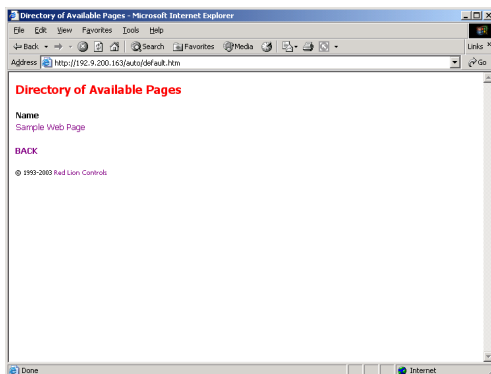 Directory of Available Pages - Microsoft Internet Explorer
File Edit View Favorites Tools Help
Back Search Favorites Media Links »
Address http://192.9.200.163/auto/default.htm Go
Directory of Available Pages
Name
Sample Web Page
BACK
© 1993-2003 Red Lion Controls
Done Internet